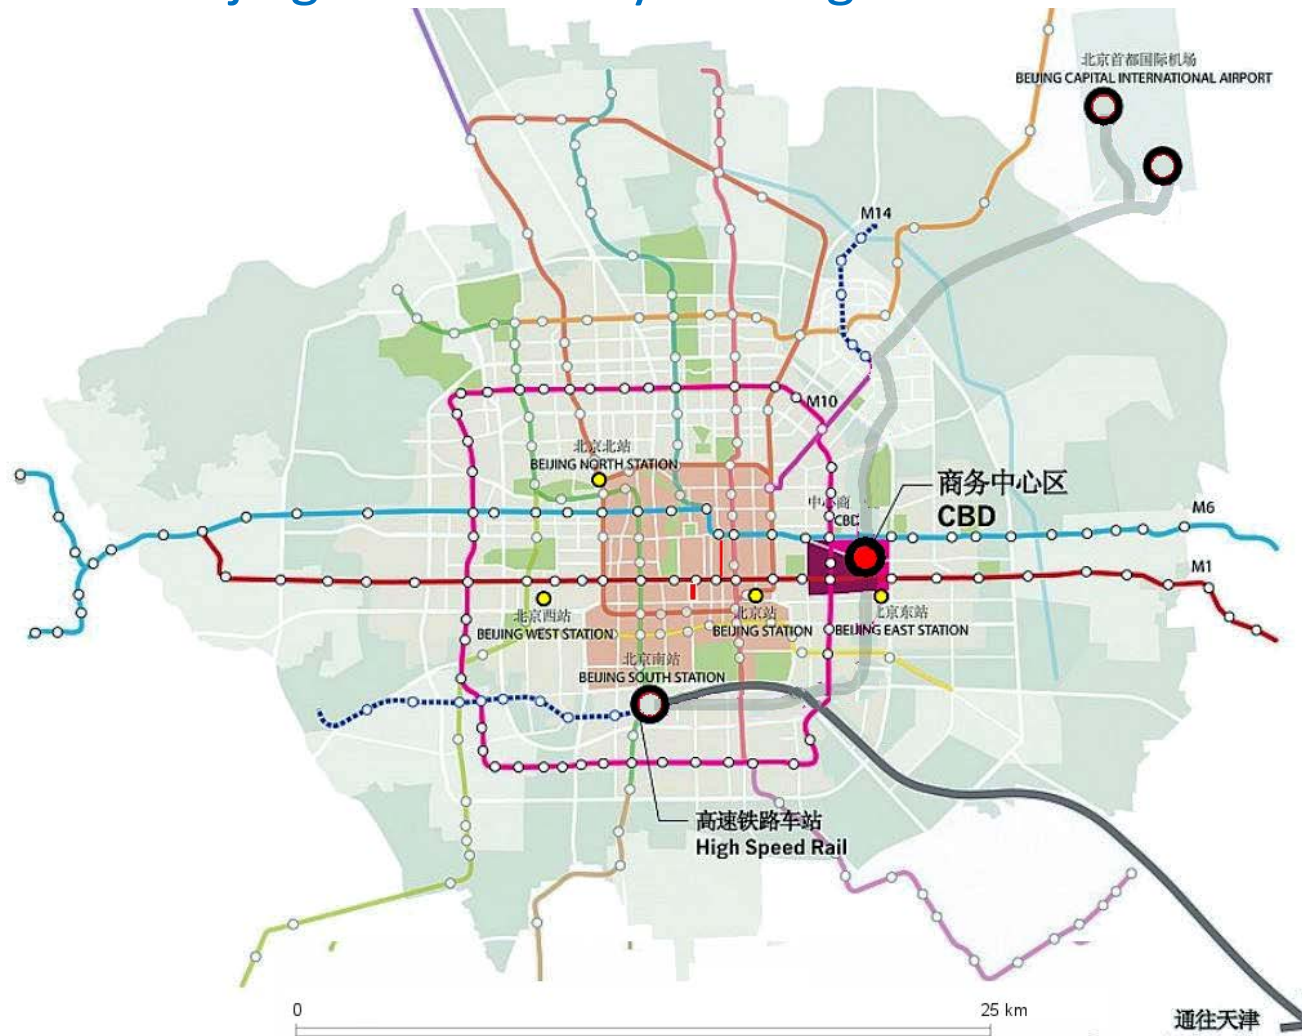 北京首都国际机场
BEIJING CAPITAL INTERNATIONAL AIRPORT
M14
M10
北京北站
BEIJING NORTH STATION
商务中心区
CBD
中心商
CBD
M6
M1
北京西站
BEIJING WEST STATION
北京站
BEIJING STATION
北京东站
BEIJING EAST STATION
北京南站
BEIJING SOUTH STATION
高速铁路车站
High Speed Rail
0
25 km
通往天津